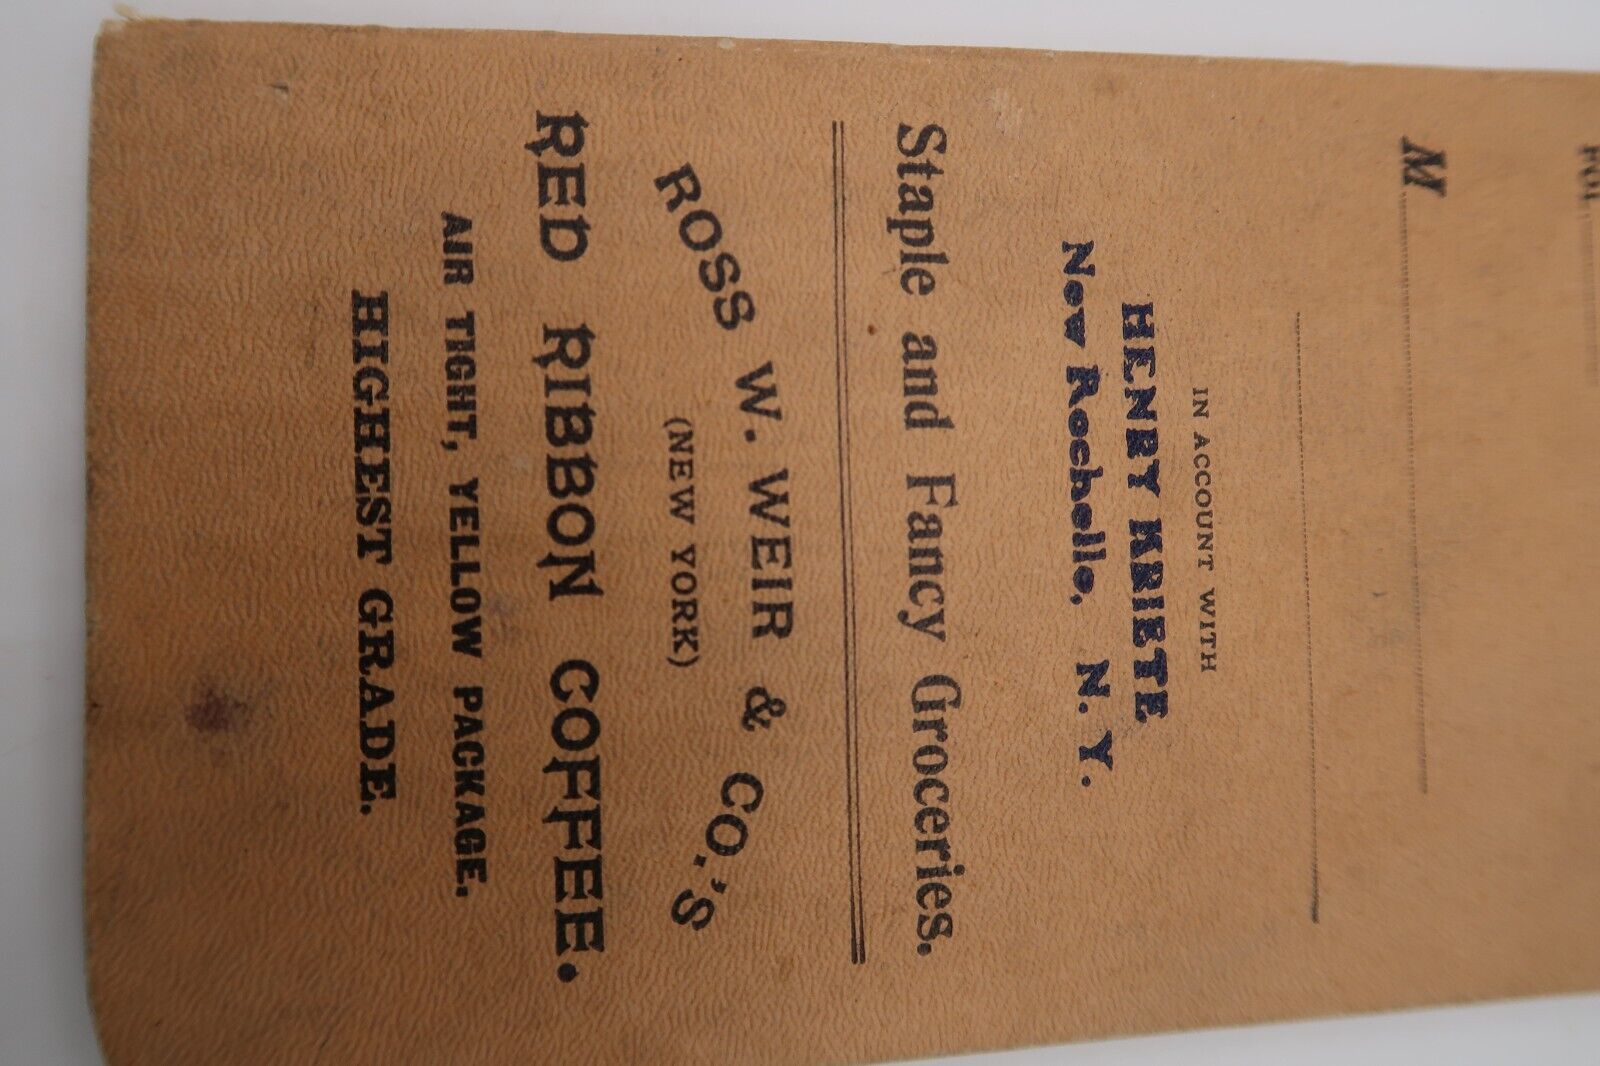 M
IN ACCOUNT WITH
HENRY KRIETE
New Rochelle, N. Y.
Staple and Fancy Groceries.
ROSS W. WEIR & CO.'S
(NEW YORK)
RED RIBBON COFFEE.
AIR TIGHT, YELLOW PACKAGE.
HIGHEST GRADE.